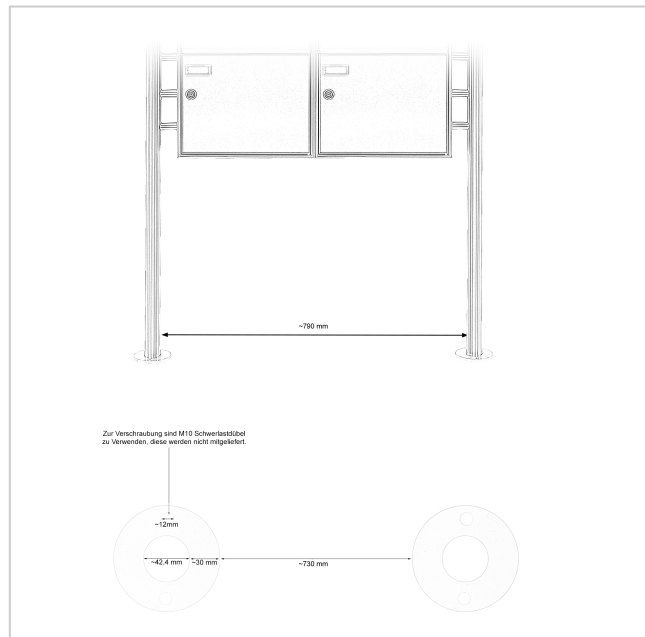 ~790 mm
Zur Verschraubung sind M10 Schwerlastdübel
zu Verwenden, diese werden nicht mitgeliefert.
~12mm
~42,4 mm
~30 mm
~730 mm